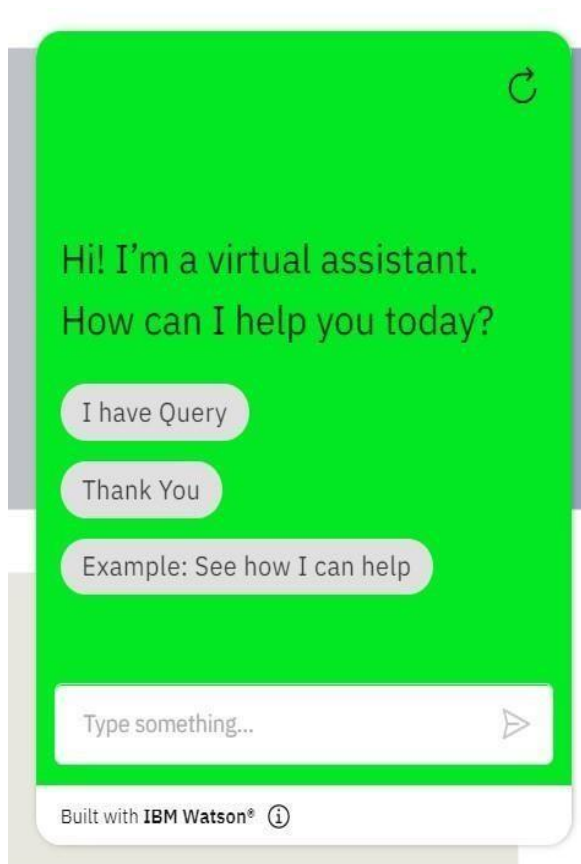 Hi! I'm a virtual assistant.
How can I help you today?
I have Query
Thank You
Example: See how I can help
Type something...
Built with IBM Watson®